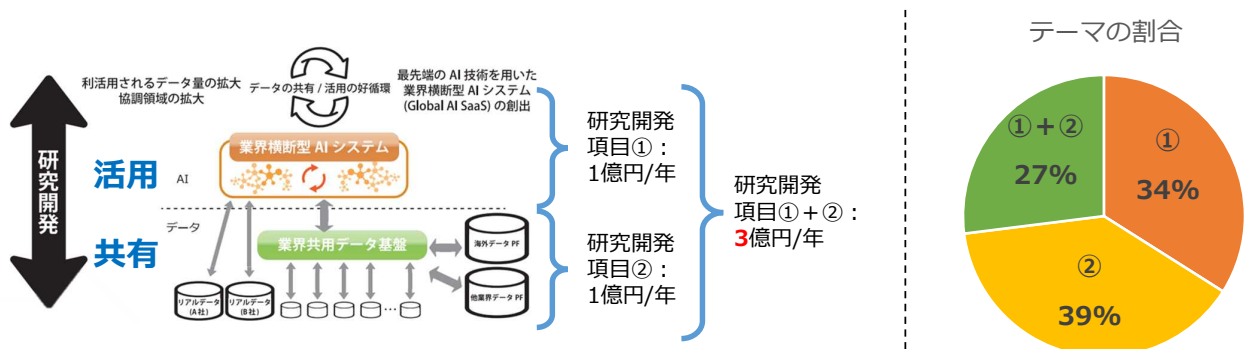 研究開発
利活用されるデータ量の拡大
協調領域の拡大
データの共有 / 活用の好循環
最先端の AI 技術を用いた
業界横断型 AI システム
(Global AI SaaS) の創出
活用
AI
業界横断型 AI システム
データ
共有
業界共用データ基盤
海外データ PF
他業界データ PF
リアルデータ
(A 社)
リアルデータ
(B 社)
…
研究開発
項目①：
1億円/年
研究開発
項目②：
1億円/年
研究開発
項目①＋②：
3億円/年
テーマの割合
①＋②
27%
①
34%
②
39%